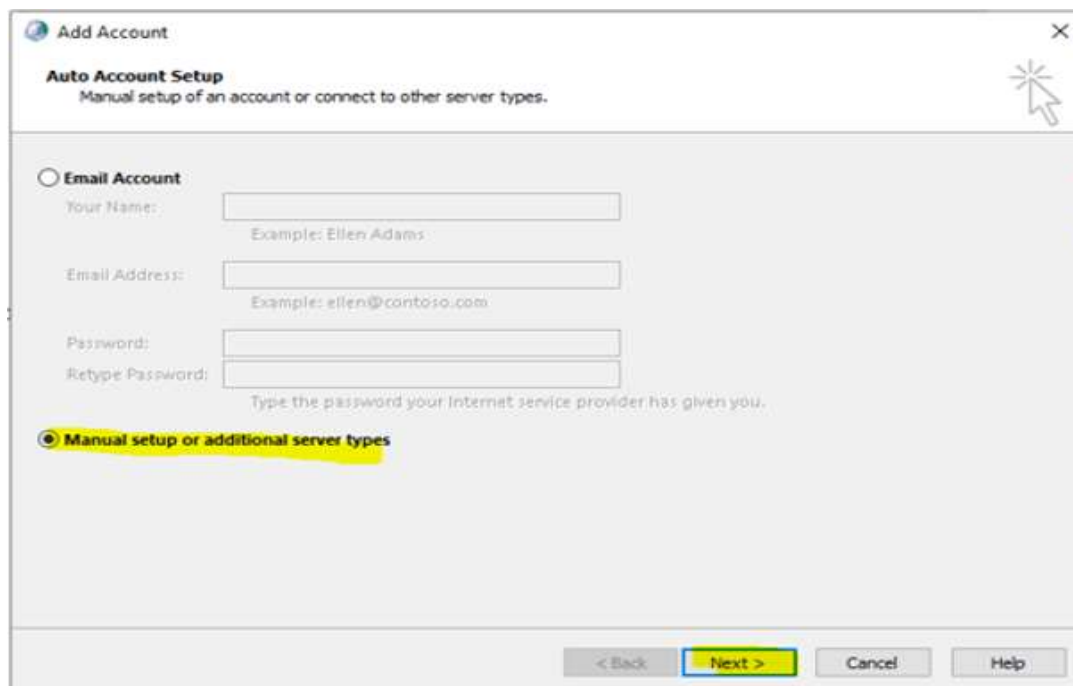 Add Account
Auto Account Setup
Manual setup of an account or connect to other server types.
Email Account
Your Name:
Example: Ellen Adams
Email Address:
Example: ellen@contoso.com
Password:
Retype Password:
Type the password your Internet service provider has given you.
Manual setup or additional server types
< Back Next > Cancel Help